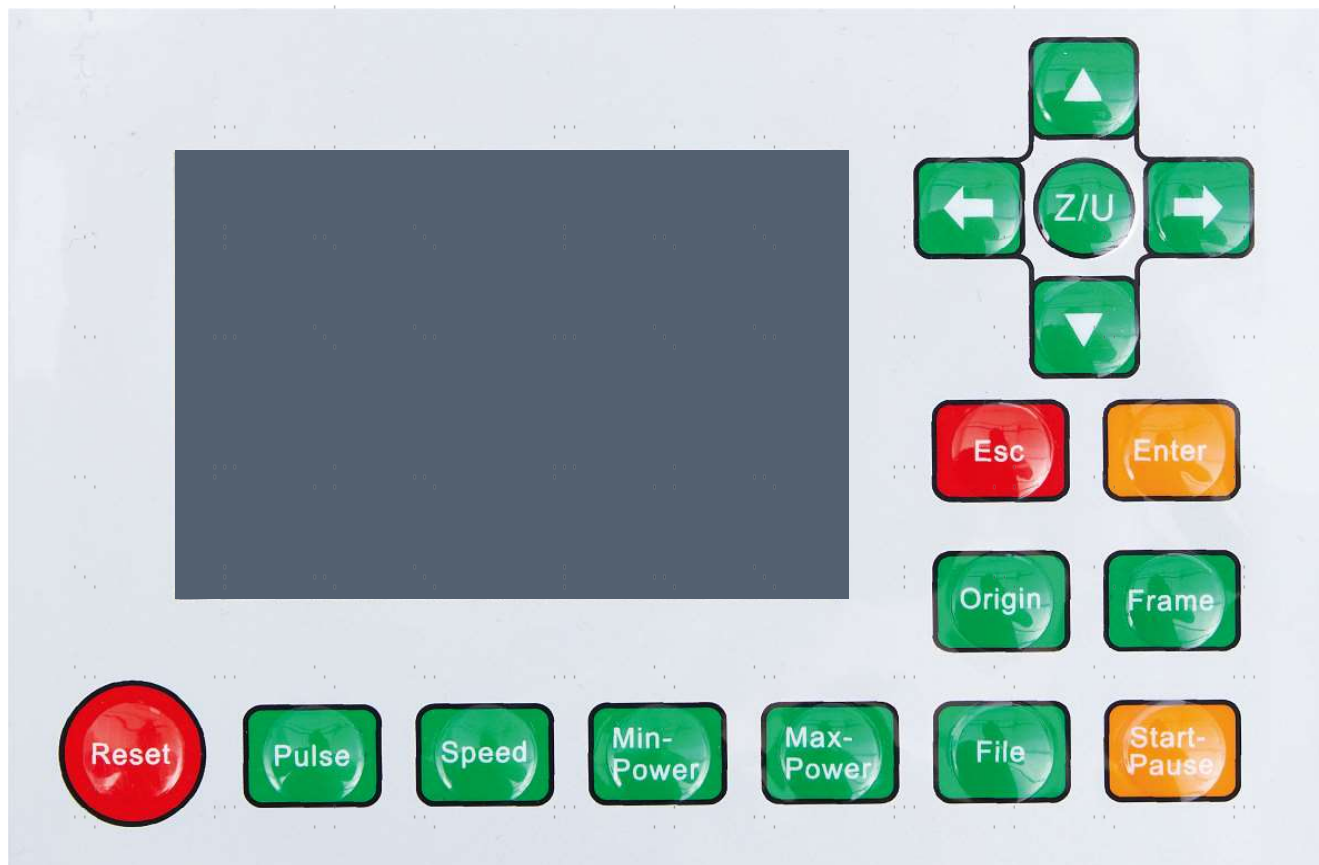 Z/U
Esc
Enter
Origin
Frame
Reset
Pulse
Speed
Min-
Power
Max-
Power
File
Start-
Pause